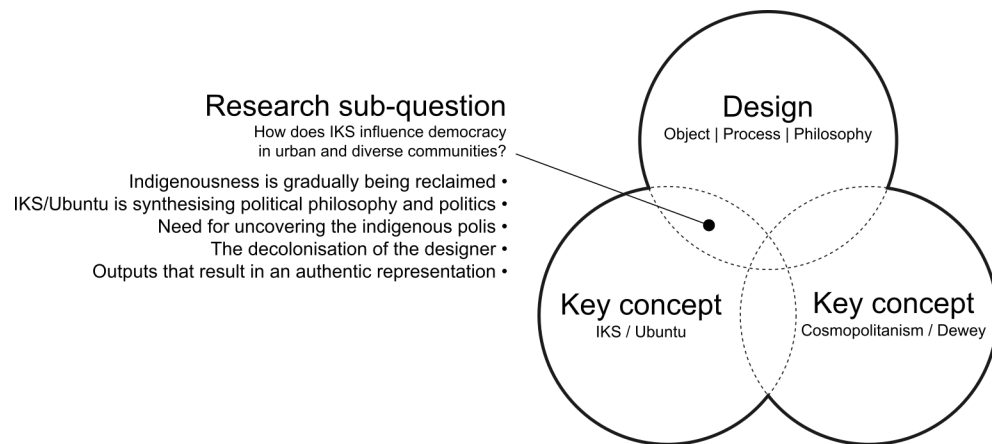 Research sub-question
How does IKS influence democracy
in urban and diverse communities?
Indigenousness is gradually being reclaimed •
IKS/Ubuntu is synthesising political philosophy and politics •
Need for uncovering the indigenous polis •
The decolonisation of the designer •
Outputs that result in an authentic representation •
Design
Object | Process | Philosophy
Key concept
IKS / Ubuntu
Key concept
Cosmopolitanism / Dewey